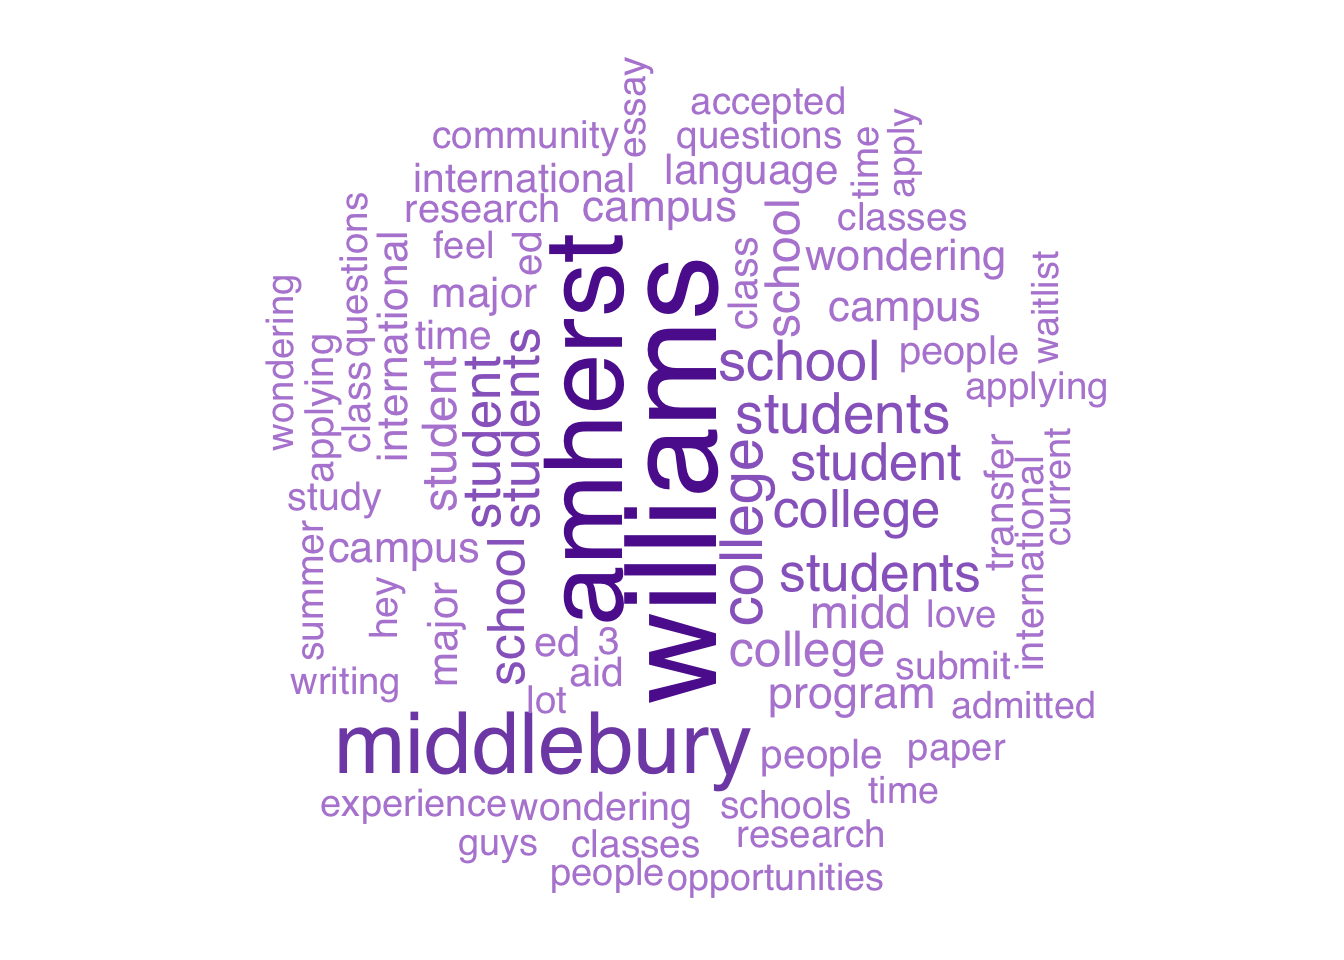 essay
accepted
community
questions
time
apply
international
language
research
campus
school
classes
questions
international
feel
ed
amherst
williams
class
wondering
waitlist
wondering
major
campus
applying
class
time
student
student
students
school
people
applying
students
college
student
study
college
transfer
international
current
summer
campus
hey
major
school
students
midd
love
ed
3
aid
college
submit
writing
lot
program
admitted
middlebury
people
paper
experience
wondering
schools
time
guys
classes
research
people
opportunities